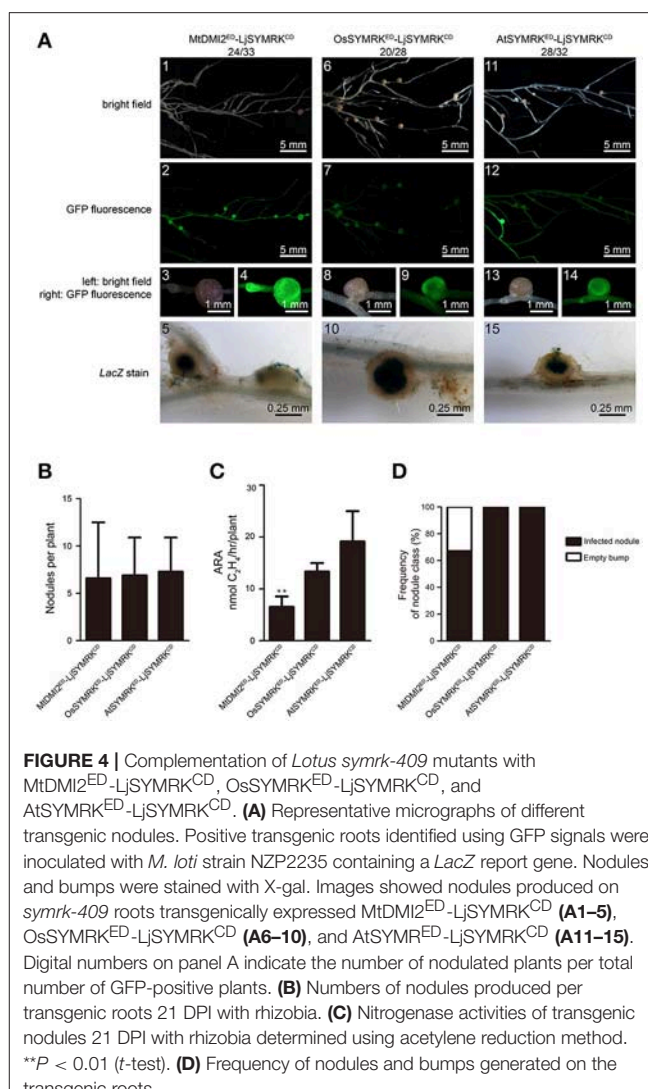 A
MtDMI2ED-LjSYMRKCD OsSYMRKED-LjSYMRKCD AtSYMRKED-LjSYMRKCD
24/33 20/28 28/32
bright field
1 6 11
5 mm 5 mm 5 mm
GFP fluorescence
2 7 12
5 mm 5 mm 5 mm
left: bright field
right: GFP fluorescence
3 4 8 9 13 14
1 mm 1 mm 1 mm 1 mm 1 mm 1 mm
LacZ stain
5 10 15
0.25 mm 0.25 mm 0.25 mm
B
Nodules per plant
15
10
5
0
MtDMI2ED-LjSYMRKCD
OsSYMRKED-LjSYMRKCD
AtSYMRKED-LjSYMRKCD
C
ARA
nmol C2H4/hr/plant
30
20
10
0
**
MtDMI2ED-LjSYMRKCD
OsSYMRKED-LjSYMRKCD
AtSYMRKED-LjSYMRKCD
D
Frequency
of nodule class (%)
100
80
60
40
20
0
Infected nodule
Empty bump
MtDMI2ED-LjSYMRKCD
OsSYMRKED-LjSYMRKCD
AtSYMRKED-LjSYMRKCD
FIGURE 4 | Complementation of Lotus symrk-409 mutants with
MtDMI2ED-LjSYMRKCD, OsSYMRKED-LjSYMRKCD, and
AtSYMRKED-LjSYMRKCD. (A) Representative micrographs of different
transgenic nodules. Positive transgenic roots identified using GFP signals were
inoculated with M. loti strain NZP2235 containing a LacZ report gene. Nodules
and bumps were stained with X-gal. Images showed nodules produced on
symrk-409 roots transgenically expressed MtDMI2ED-LjSYMRKCD (A1–5),
OsSYMRKED-LjSYMRKCD (A6–10), and AtSYMRED-LjSYMRKCD (A11–15).
Digital numbers on panel A indicate the number of nodulated plants per total
number of GFP-positive plants. (B) Numbers of nodules produced per
transgenic roots 21 DPI with rhizobia. (C) Nitrogenase activities of transgenic
nodules 21 DPI with rhizobia determined using acetylene reduction method.
**P < 0.01 (t-test). (D) Frequency of nodules and bumps generated on the
transgenic roots.